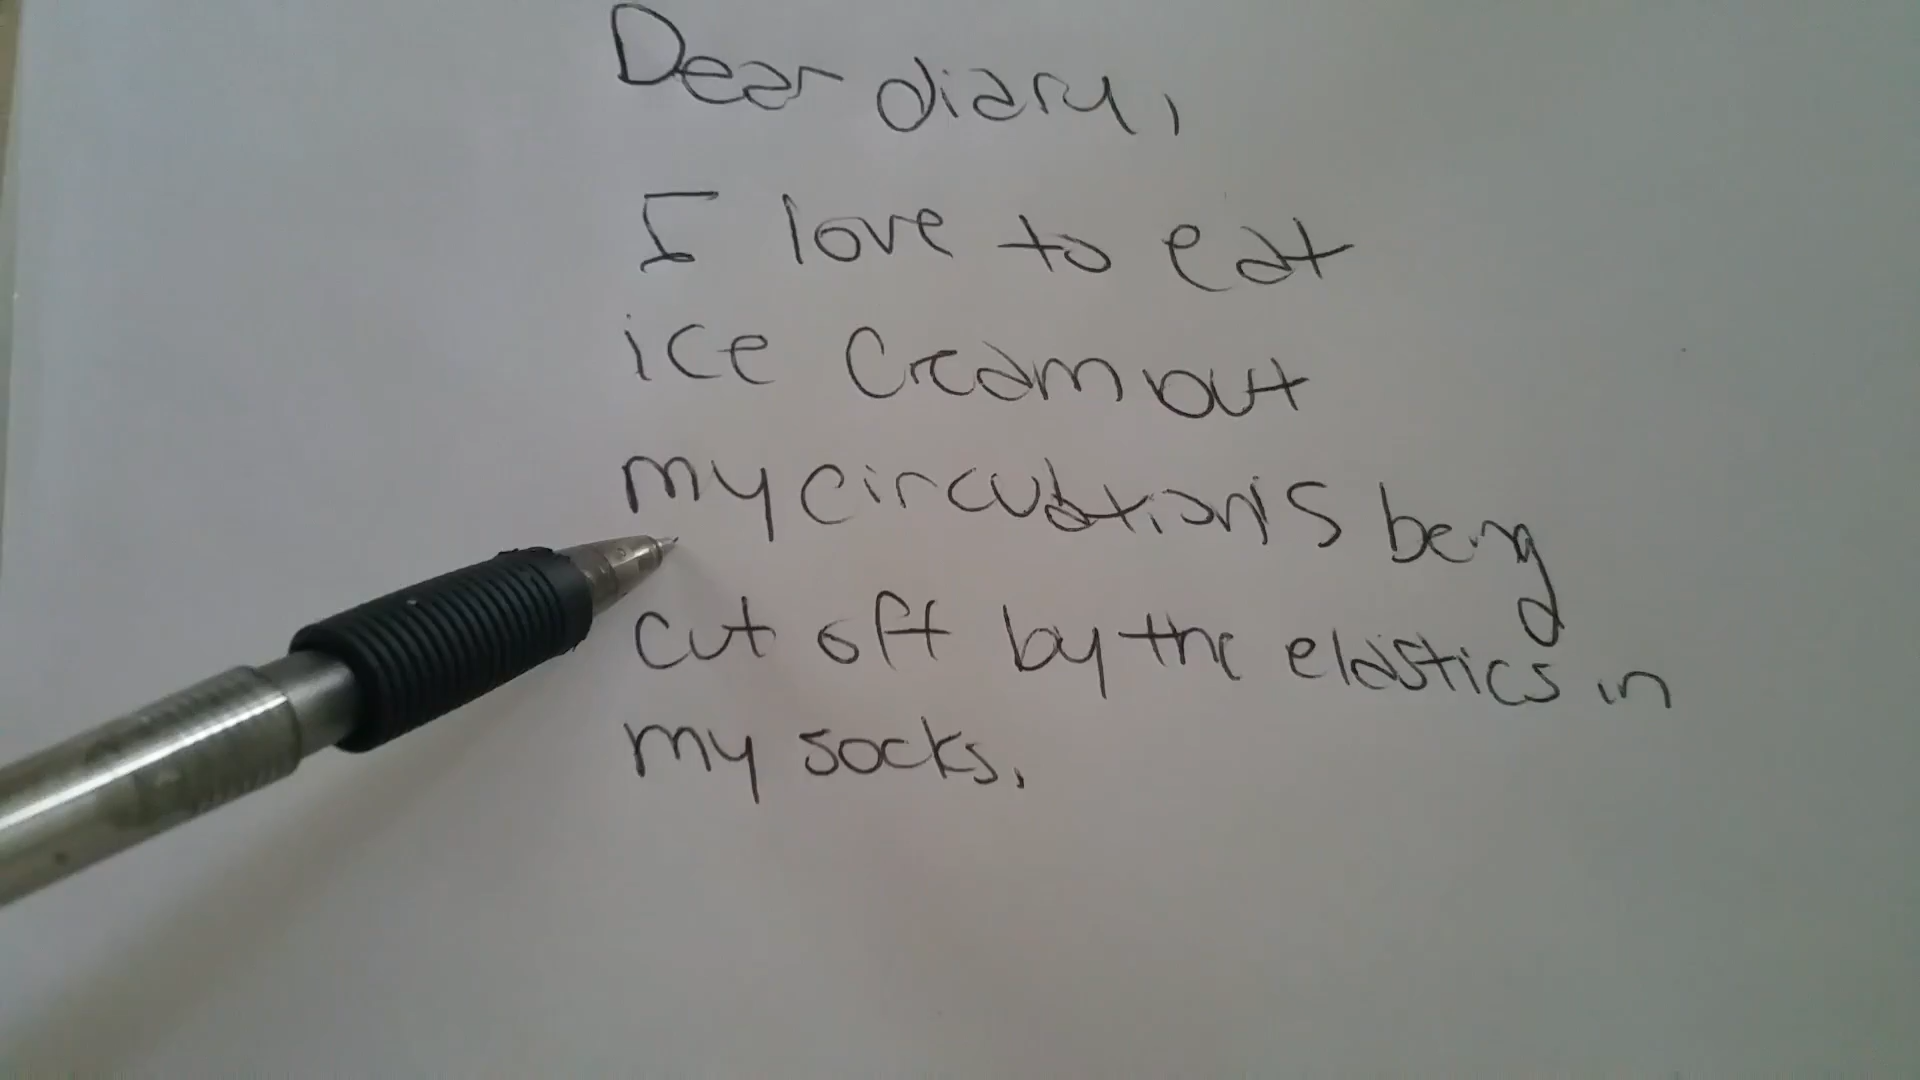 Dear diary,
I love to eat
ice cream out
my circulation's being
cut off by the elastics in
my socks.